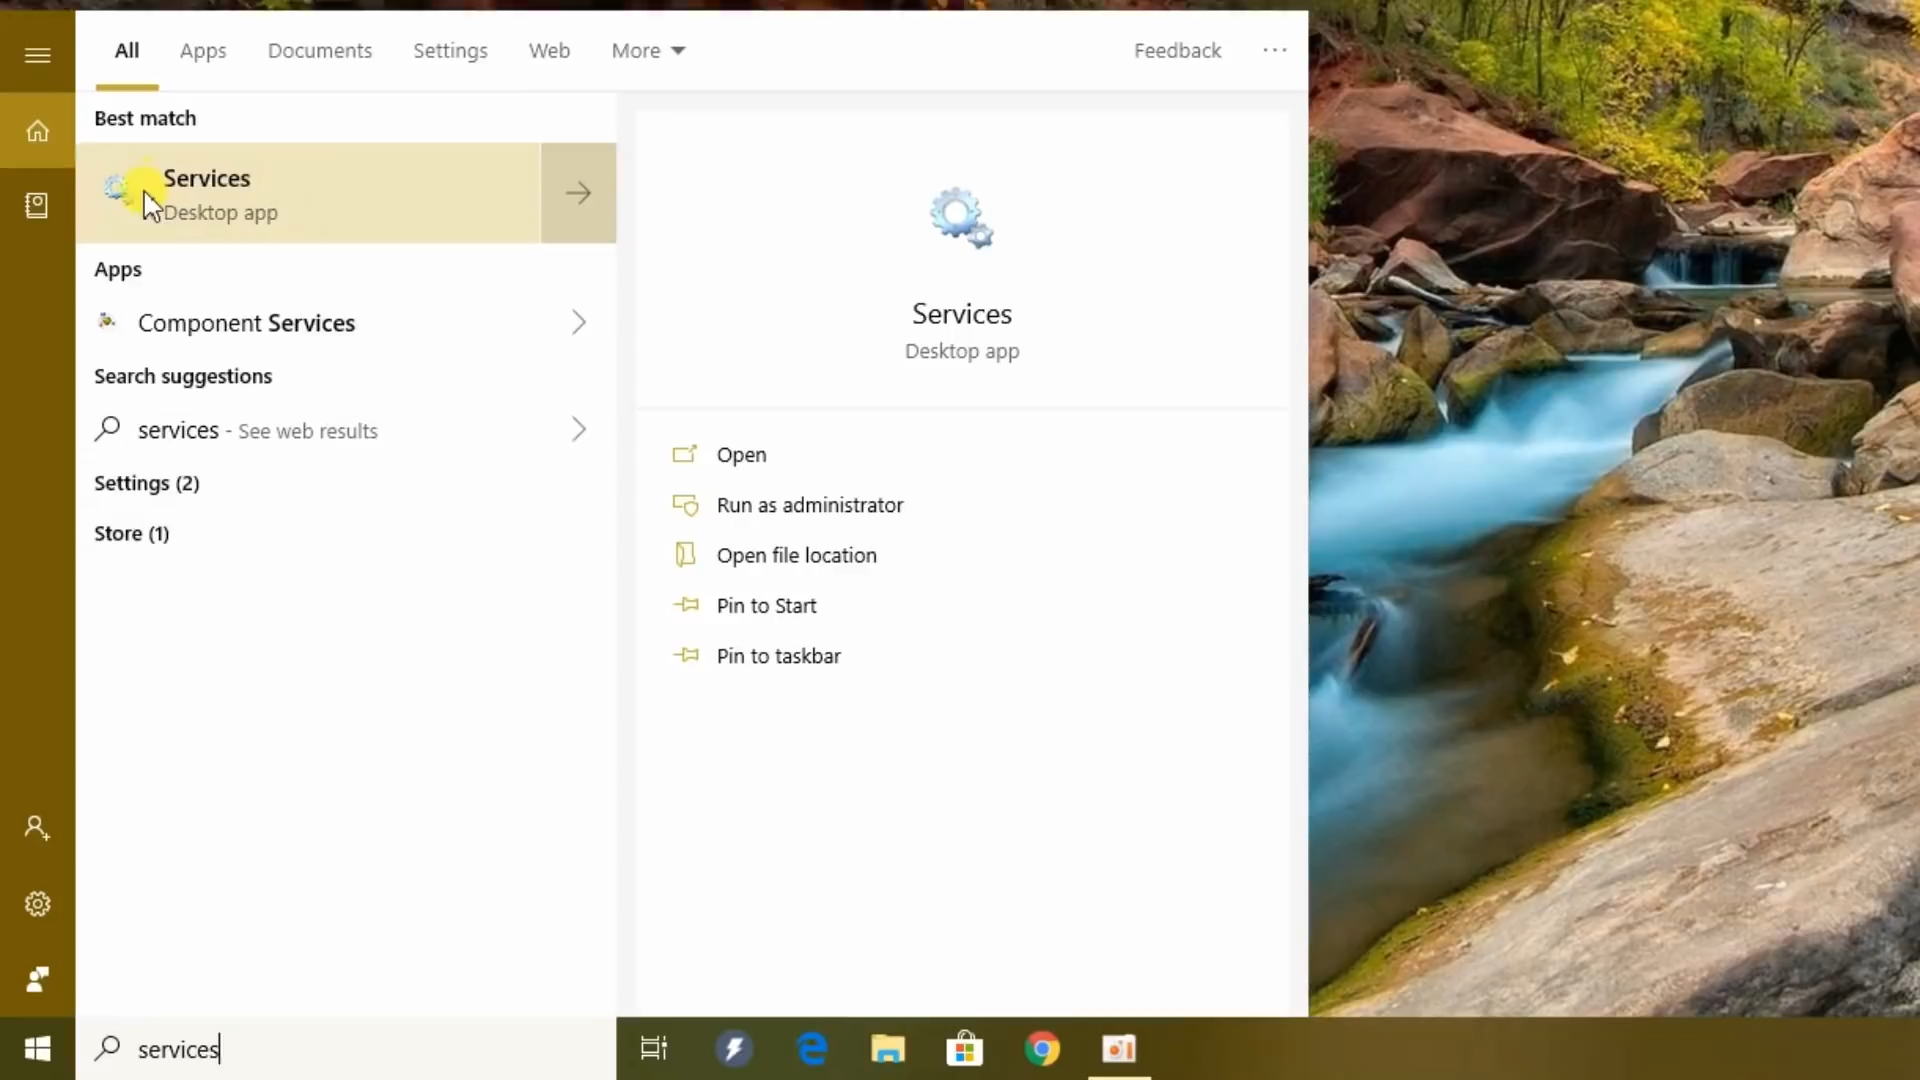 All Apps Documents Settings Web More Feedback ...
Best match
Services
Desktop app
Apps
Component Services
Search suggestions
services - See web results
Settings (2)
Store (1)
Services
Desktop app
Open
Run as administrator
Open file location
Pin to Start
Pin to taskbar
services